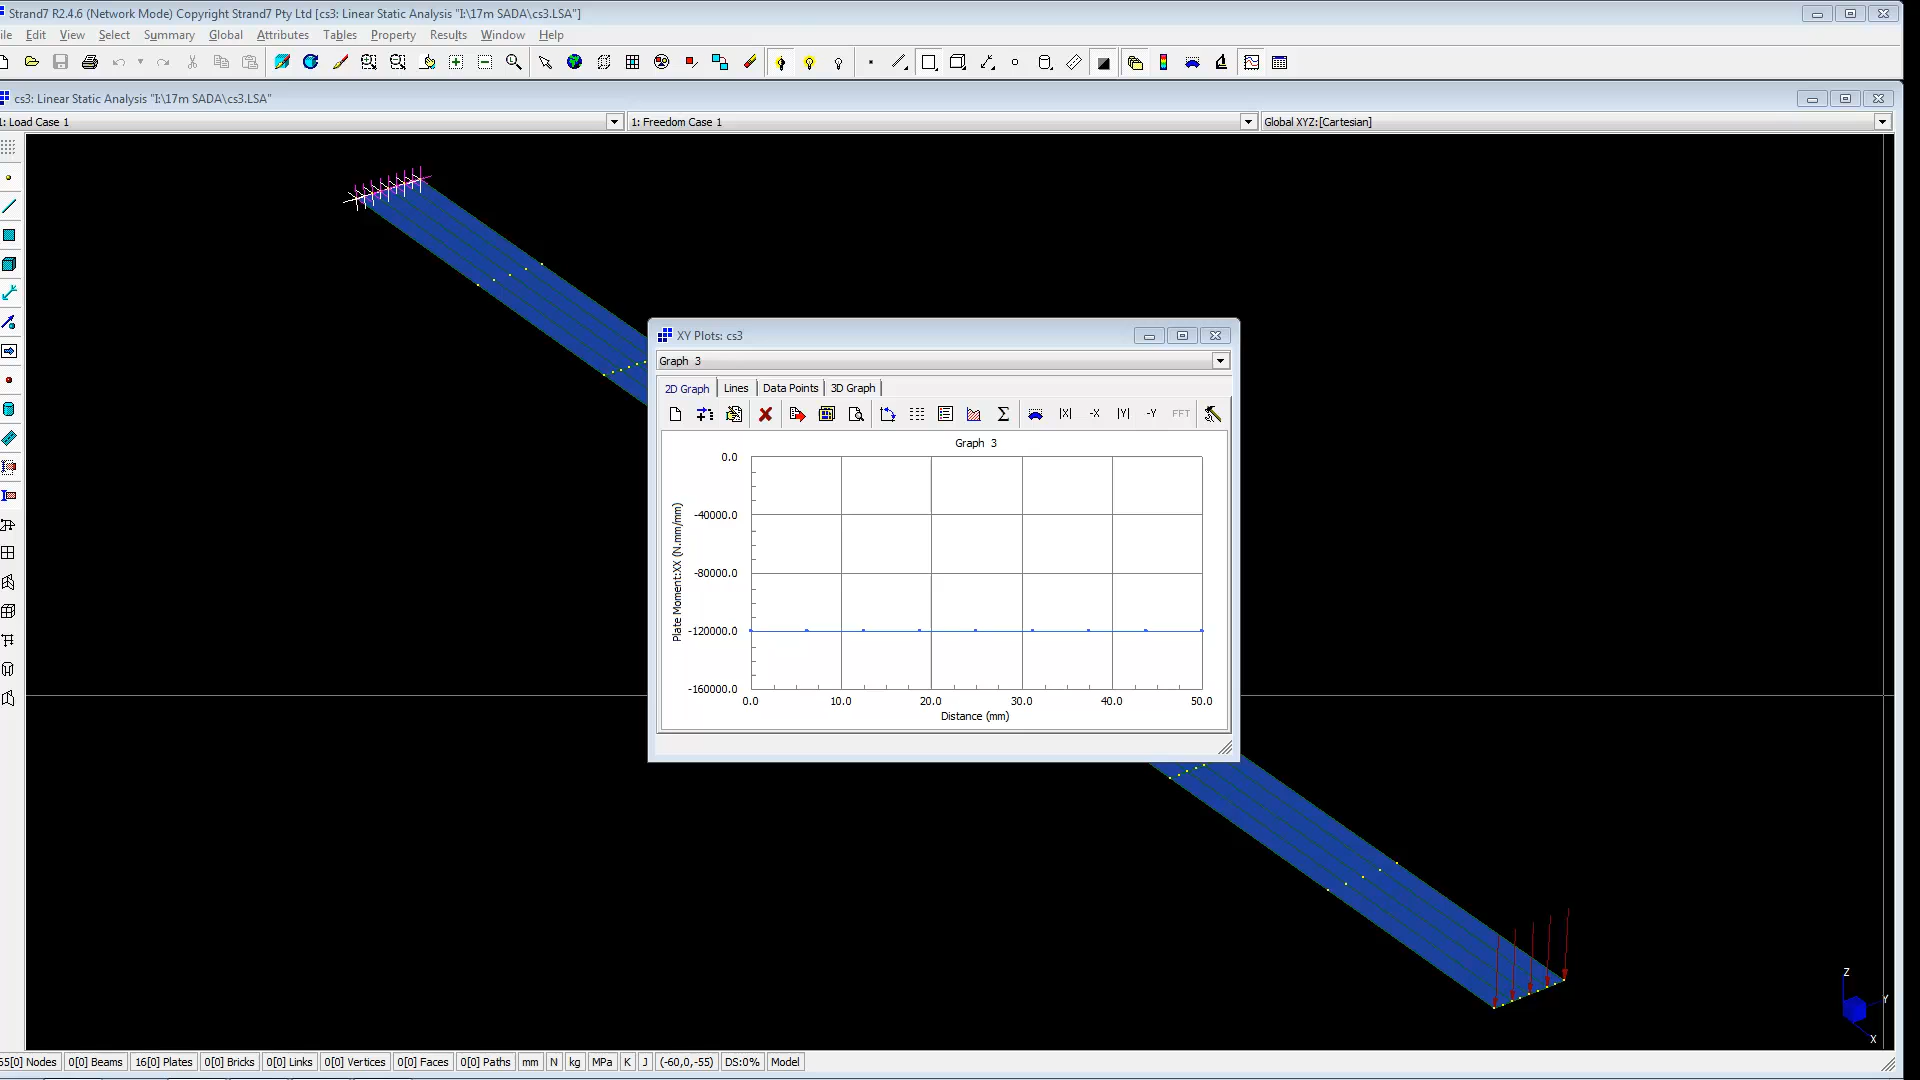 Strand7 R2.4.6 (Network Mode) Copyright Strand7 Pty Ltd [cs3: Linear Static Analysis "I:\17m SADA\cs3.LSA"]
ile Edit View Select Summary Global Attributes Tables Property Results Window Help
cs3: Linear Static Analysis "I:\17m SADA\cs3.LSA"
1: Load Case 1 1: Freedom Case 1 Global XYZ:[Cartesian]
XY Plots: cs3
Graph 3
2D Graph Lines Data Points 3D Graph
|X| -X |Y| -Y FFT
Graph 3
0.0
-40000.0
-80000.0
-120000.0
-160000.0
Plate Moment:XX (N.mm/mm)
0.0 10.0 20.0 30.0 40.0 50.0
Distance (mm)
Z
Y
X
55[0] Nodes 0[0] Beams 16[0] Plates 0[0] Bricks 0[0] Links 0[0] Vertices 0[0] Faces 0[0] Paths mm N kg MPa K J (-60,0,-55) DS:0% Model